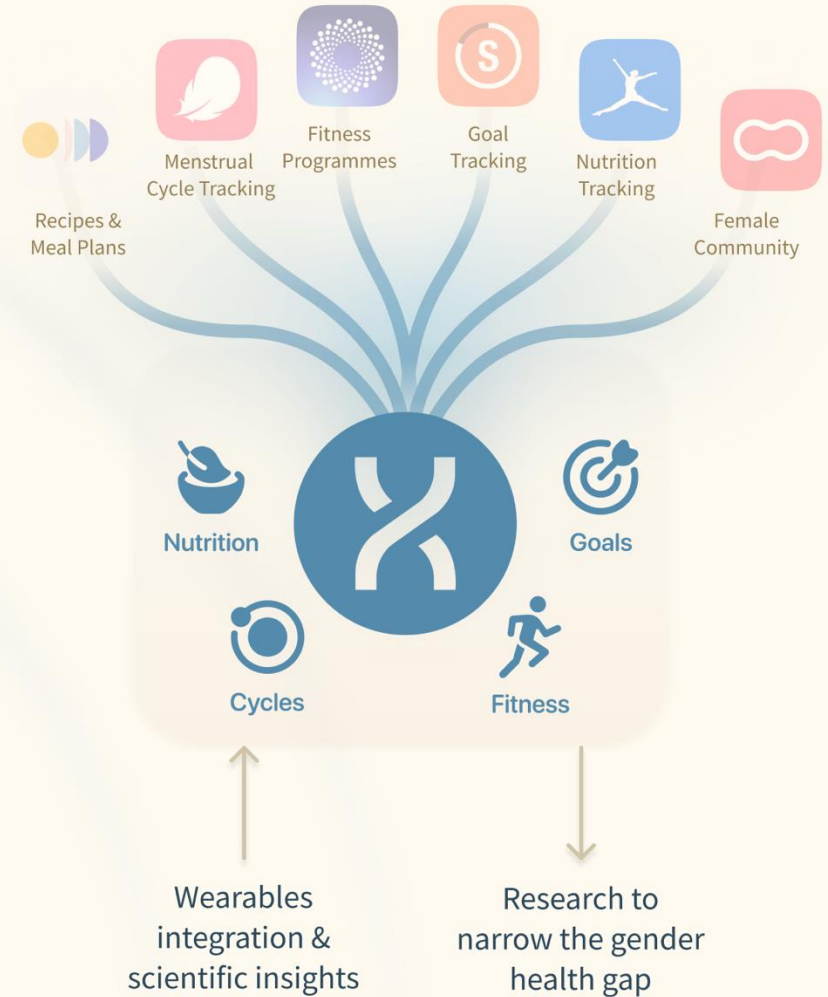 Recipes &
Meal Plans
Menstrual
Cycle Tracking
Fitness
Programmes
S
Goal
Tracking
Nutrition
Tracking
Female
Community
Nutrition
Goals
Cycles
Fitness
Wearables
integration &
scientific insights
Research to
narrow the gender
health gap